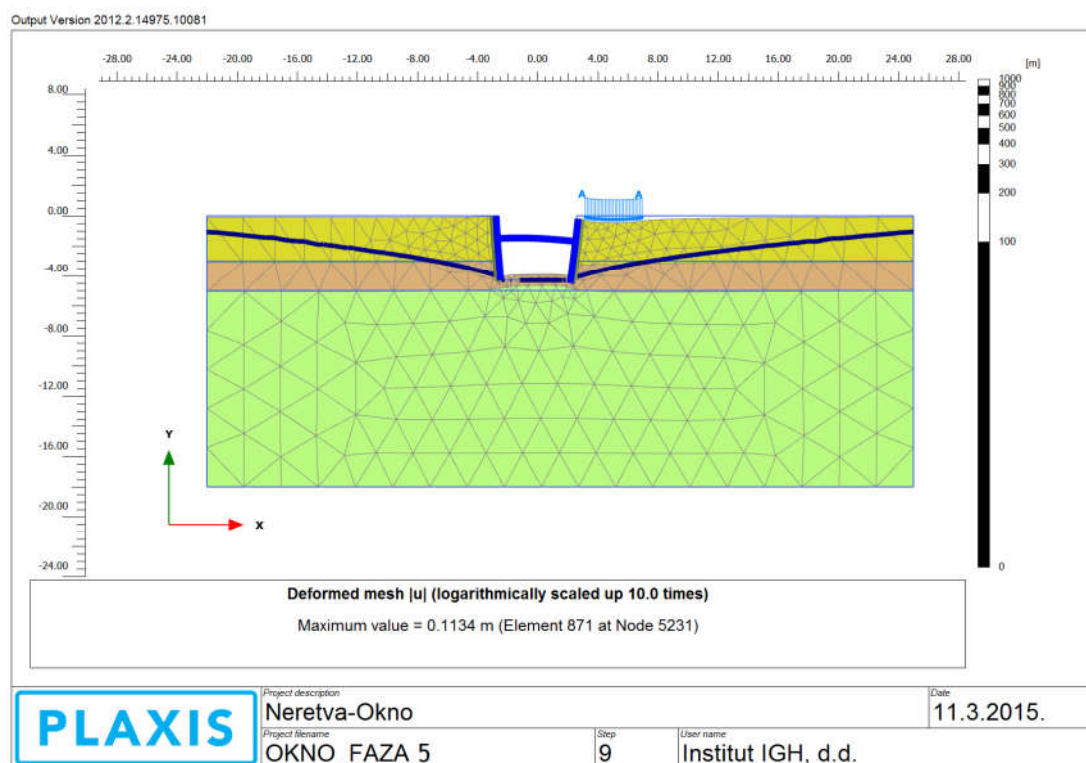 Output Version 2012.2.14975.10081
-28.00 -24.00 -20.00 -16.00 -12.00 -8.00 -4.00 0.00 4.00 8.00 12.00 16.00 20.00 24.00 28.00
[m]
8.00
4.00
0.00
-4.00
-8.00
-12.00
-16.00
-20.00
-24.00
1000
900
800
700
600
500
400
300
200
100
0
A A
Y
X
Deformed mesh |u| (logarithmically scaled up 10.0 times)
Maximum value = 0.1134 m (Element 871 at Node 5231)
PLAXIS
Project description
Neretva-Okno
Date
11.3.2015.
Project filename
OKNO FAZA 5
Step
9
User name
Institut IGH, d.d.